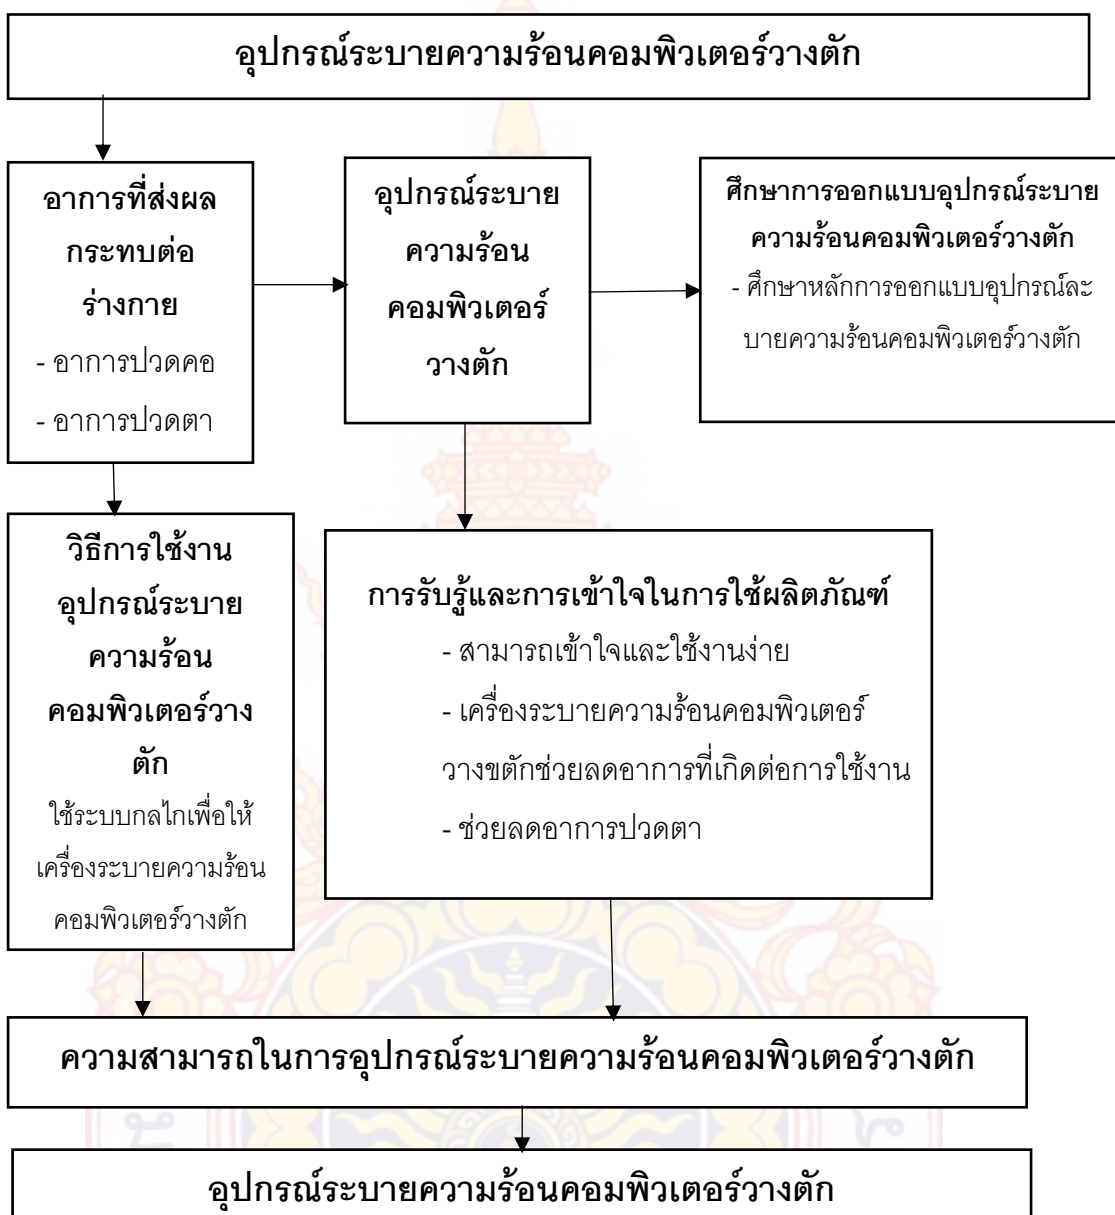 อุปกรณ์ระบายความร้อนคอมพิวเตอร์วางตัก
อาการที่ส่งผล
กระทบต่อ
ร่างกาย
- อาการปวดคอ
- อาการปวดตา
อุปกรณ์ระบาย
ความร้อน
คอมพิวเตอร์
วางตัก
ศึกษาการออกแบบอุปกรณ์ระบาย
ความร้อนคอมพิวเตอร์วางตัก
- ศึกษาหลักการออกแบบอุปกรณ์ละ
บายความร้อนคอมพิวเตอร์วางตัก
วิธีการใช้งาน
อุปกรณ์ระบาย
ความร้อน
คอมพิวเตอร์วาง
ตัก
ใช้ระบบกลไกเพื่อให้
เครื่องระบายความร้อน
คอมพิวเตอร์วางตัก
การรับรู้และการเข้าใจในการใช้ผลิตภัณฑ์
- สามารถเข้าใจและใช้งานง่าย
- เครื่องระบายความร้อนคอมพิวเตอร์
วางขตักช่วยลดอาการที่เกิดต่อการใช้งาน
- ช่วยลดอาการปวดตา
ความสามารถในการอุปกรณ์ระบายความร้อนคอมพิวเตอร์วางตัก
อุปกรณ์ระบายความร้อนคอมพิวเตอร์วางตัก